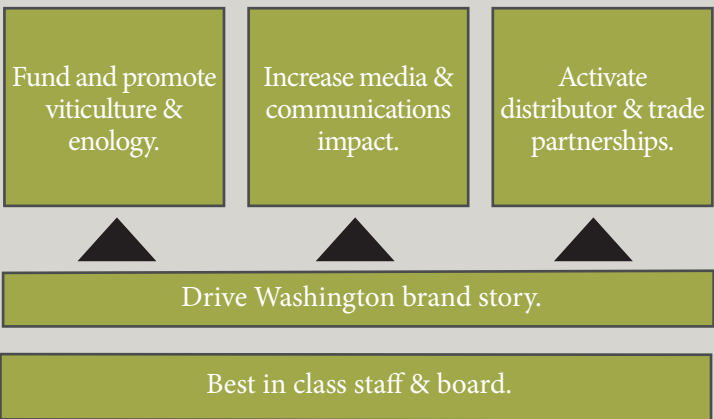 Fund and promote
viticulture &
enology.
Increase media &
communications
impact.
Activate
distributor & trade
partnerships.
Drive Washington brand story.
Best in class staff & board.